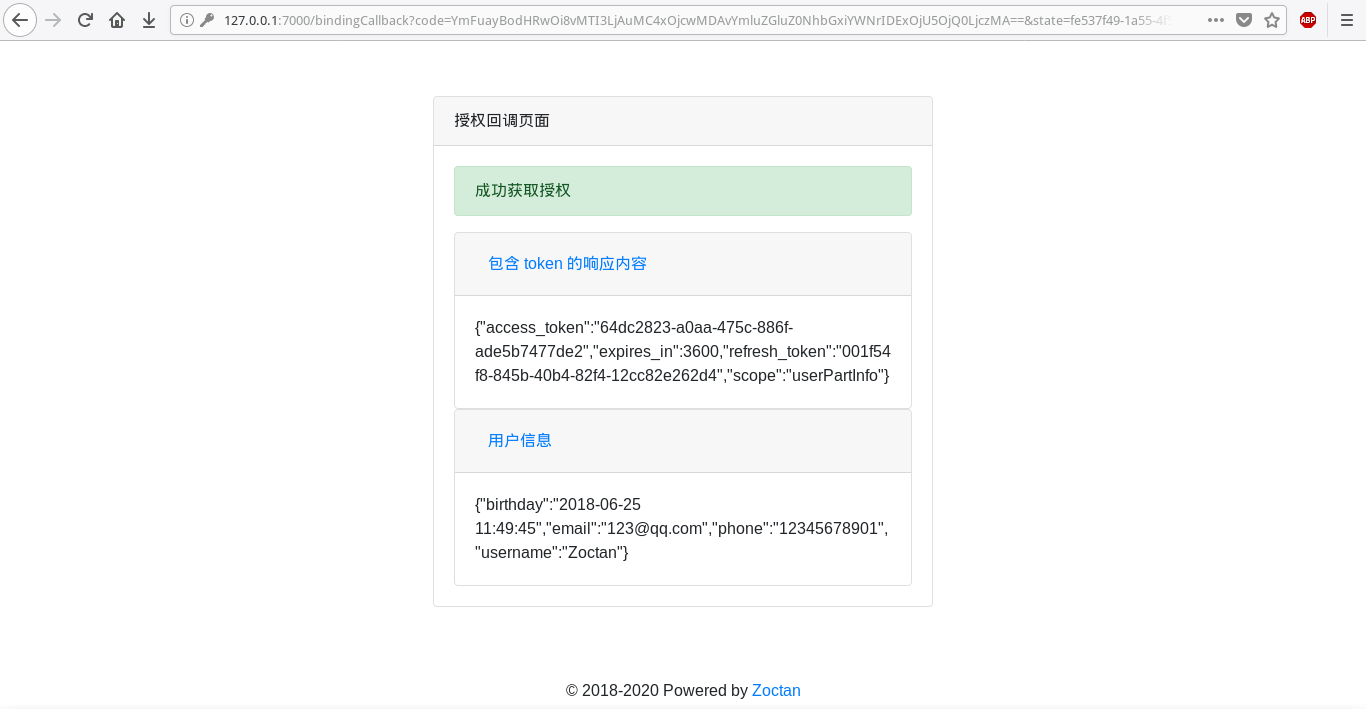 127.0.0.1:7000/bindingCallback?code=YmFuayBodHRwOi8vMTI3LjAuMC4xOjcwMDAvYmluZGluZ0NhbGxiYWNrIDExOjU5OjQ0LjczMA==&state=fe537f49-1a55-4f
ABP
授权回调页面
成功获取授权
包含 token 的响应内容
{"access_token":"64dc2823-a0aa-475c-886f-
ade5b7477de2","expires_in":3600,"refresh_token":"001f54
f8-845b-40b4-82f4-12cc82e262d4","scope":"userPartInfo"}
用户信息
{"birthday":"2018-06-25
11:49:45","email":"123@qq.com","phone":"12345678901",
"username":"Zoctan"}
© 2018-2020 Powered by Zoctan